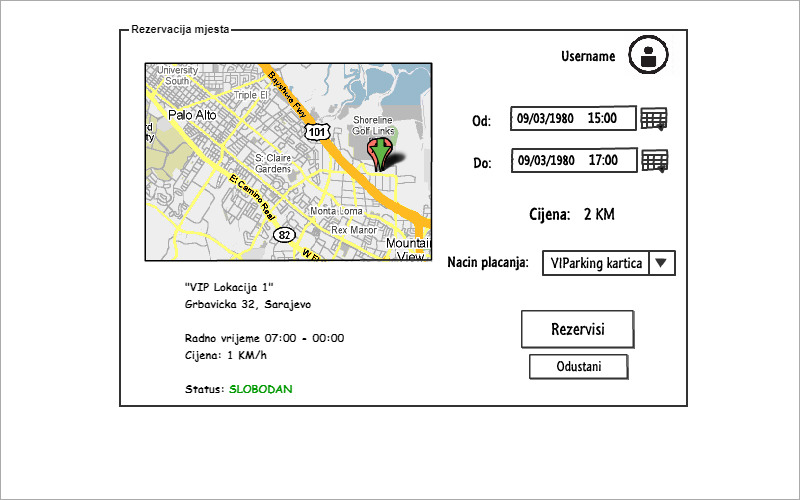 Rezervacija mjesta
Username
University
South
Triple El
Bayshore Fwy
Palo Alto
101
Shoreline
Golf Links
rd
ty
S. Claire
Gardens
El Camino Real
Monta Loma
82
Rex Manor
W El
Mountain
View
Od: 09/03/1980 15:00
Do: 09/03/1980 17:00
Cijena: 2 KM
Nacin placanja: VIParking kartica
"VIP Lokacija 1"
Grbavicka 32, Sarajevo
Radno vrijeme 07:00 - 00:00
Cijena: 1 KM/h
Status: SLOBODAN
Rezervisi
Odustani